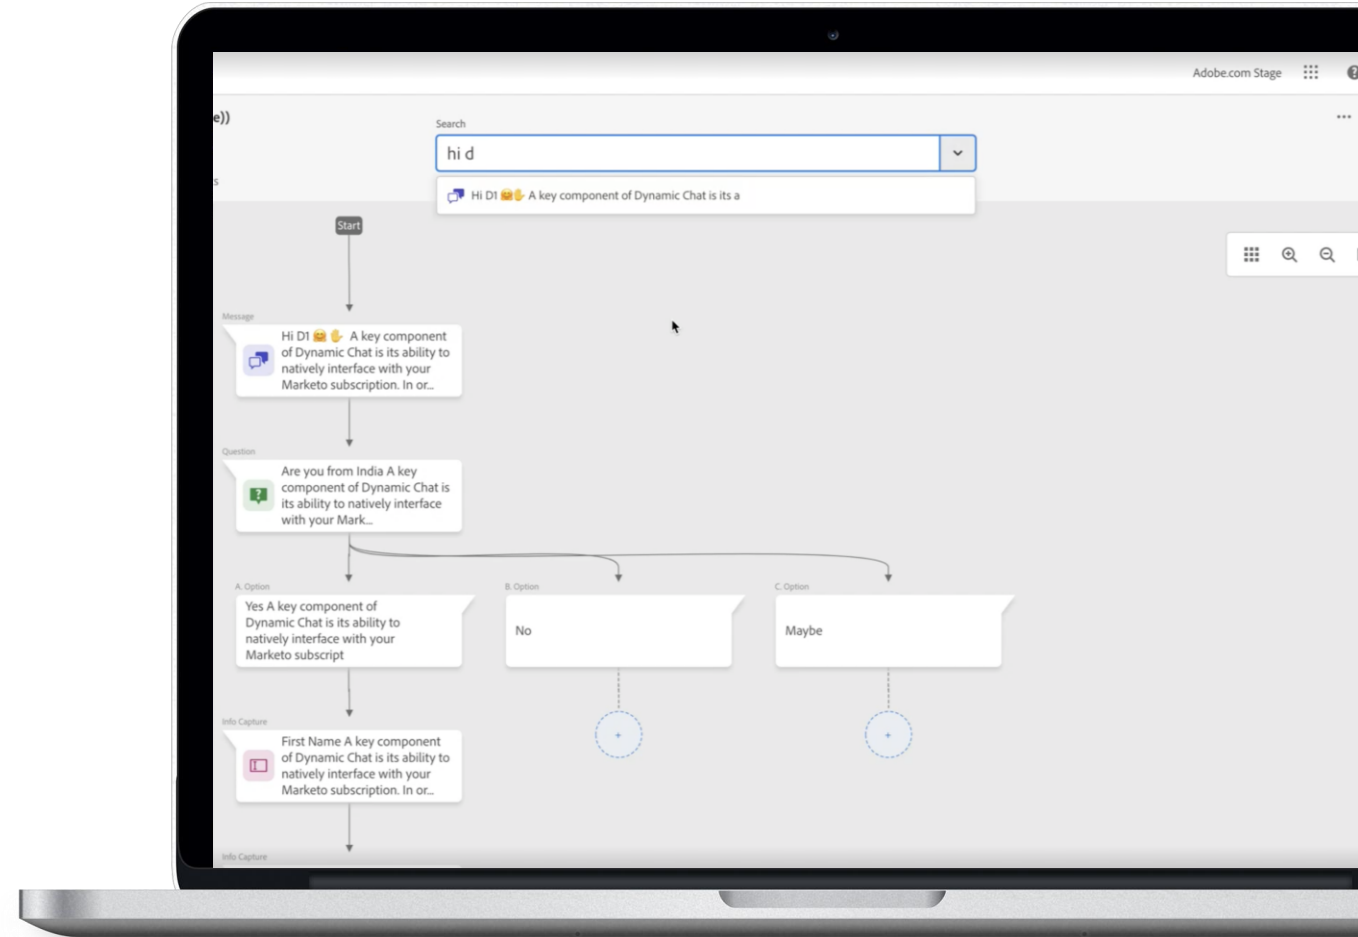 Adobe.com Stage
e))
Search
hi d
Hi D1 🤗✋ A key component of Dynamic Chat is its a
s
Start
Message
Hi D1 🤗 ✋ A key component
of Dynamic Chat is its ability to
natively interface with your
Marketo subscription. In or...
Question
Are you from India A key
component of Dynamic Chat is
its ability to natively interface
with your Mark...
A. Option
Yes A key component of
Dynamic Chat is its ability to
natively interface with your
Marketo subscript
B. Option
No
C. Option
Maybe
Info Capture
First Name A key component
of Dynamic Chat is its ability to
natively interface with your
Marketo subscription. In or...
Info Capture